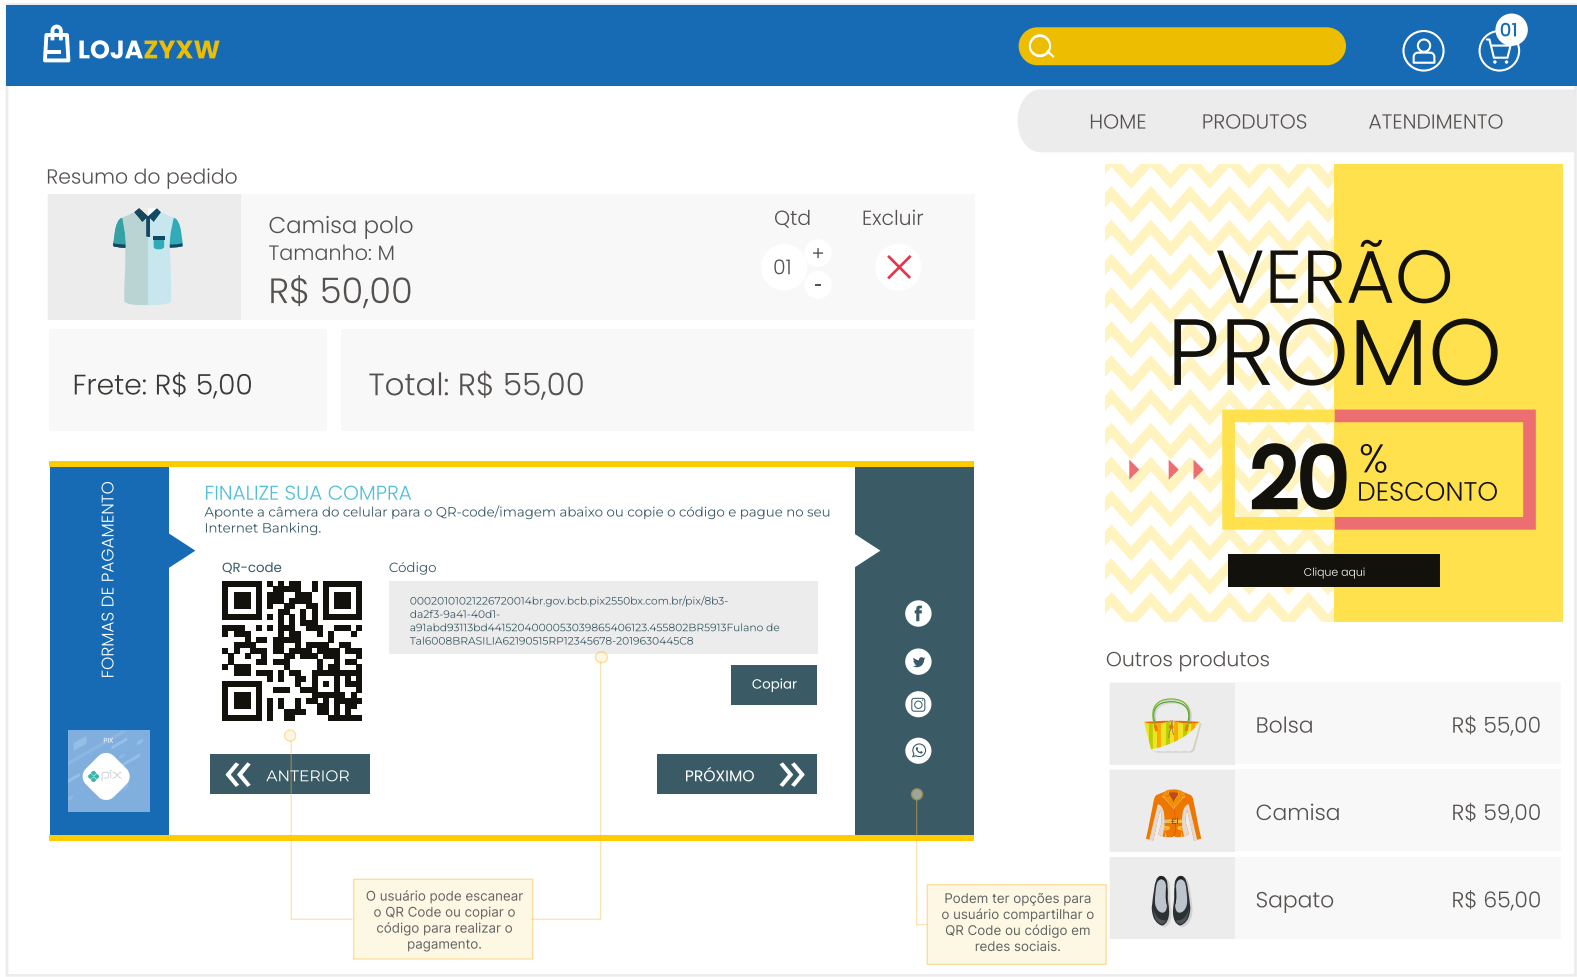 LOJAZYXW
01
HOME PRODUTOS ATENDIMENTO
Resumo do pedido
Camisa polo
Tamanho: M
R$ 50,00
Qtd
Excluir
01
+
-
Frete: R$ 5,00
Total: R$ 55,00
FORMAS DE PAGAMENTO
PIX
pix
FINALIZE SUA COMPRA
Aponte a câmera do celular para o QR-code/imagem abaixo ou copie o código e pague no seu
Internet Banking.
QR-code
Código
00020101021226720014br.gov.bcb.pix2550bx.com.br/pix/8b3-
da2f3-9a41-40d1-
a91abd93113bd441520400005303986540​6123.455802BR5913Fulano de
Tal6008BRASILIA62190515RP12345678-2019630445C8
Copiar
ANTERIOR
PRÓXIMO
O usuário pode escanear
o QR Code ou copiar o
código para realizar o
pagamento.
Podem ter opções para
o usuário compartilhar o
QR Code ou código em
redes sociais.
VERÃO
PROMO
20 %
DESCONTO
Clique aqui
Outros produtos
Bolsa R$ 55,00
Camisa R$ 59,00
Sapato R$ 65,00